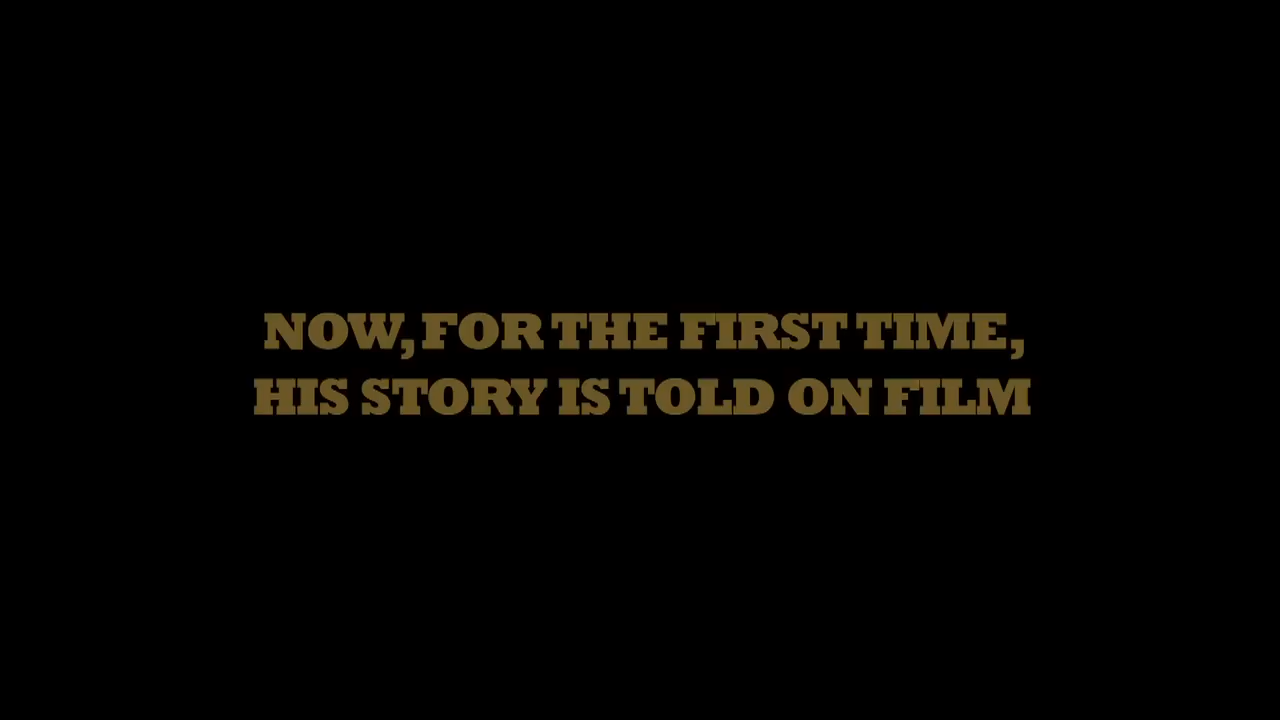 NOW, FOR THE FIRST TIME,
HIS STORY IS TOLD ON FILM